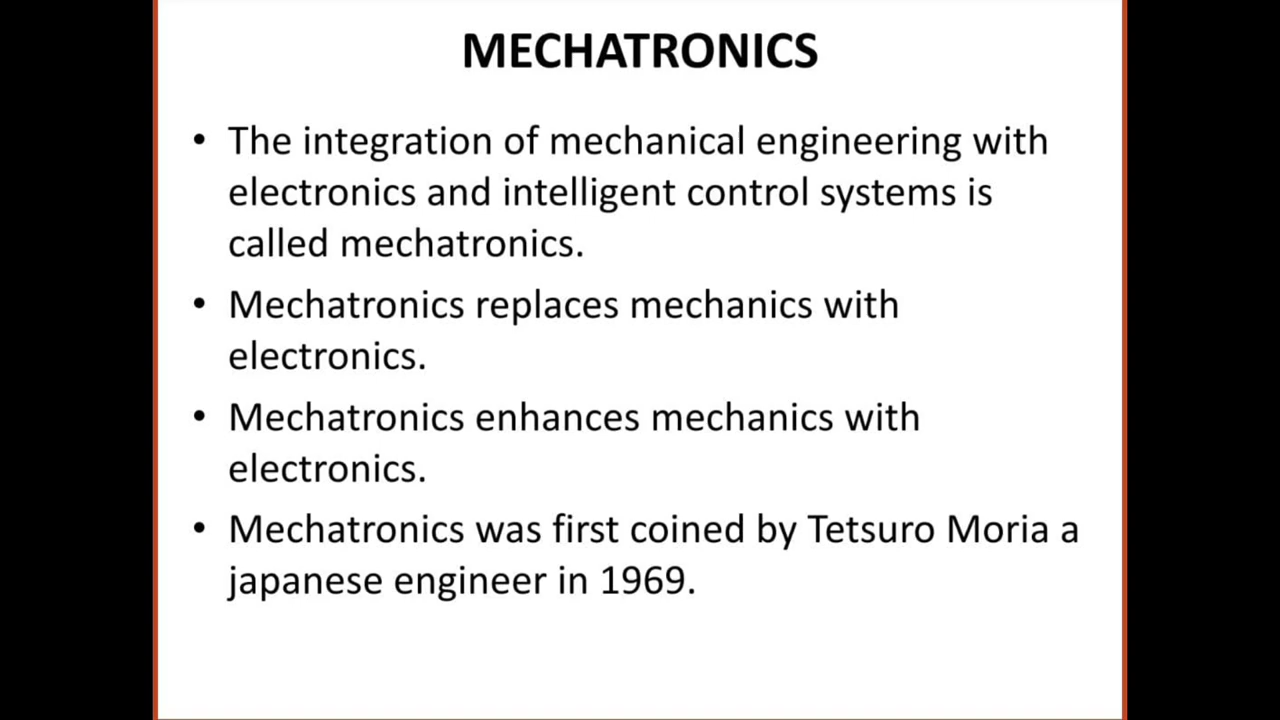 MECHATRONICS
• The integration of mechanical engineering with
electronics and intelligent control systems is
called mechatronics.
• Mechatronics replaces mechanics with
electronics.
• Mechatronics enhances mechanics with
electronics.
• Mechatronics was first coined by Tetsuro Moria a
japanese engineer in 1969.